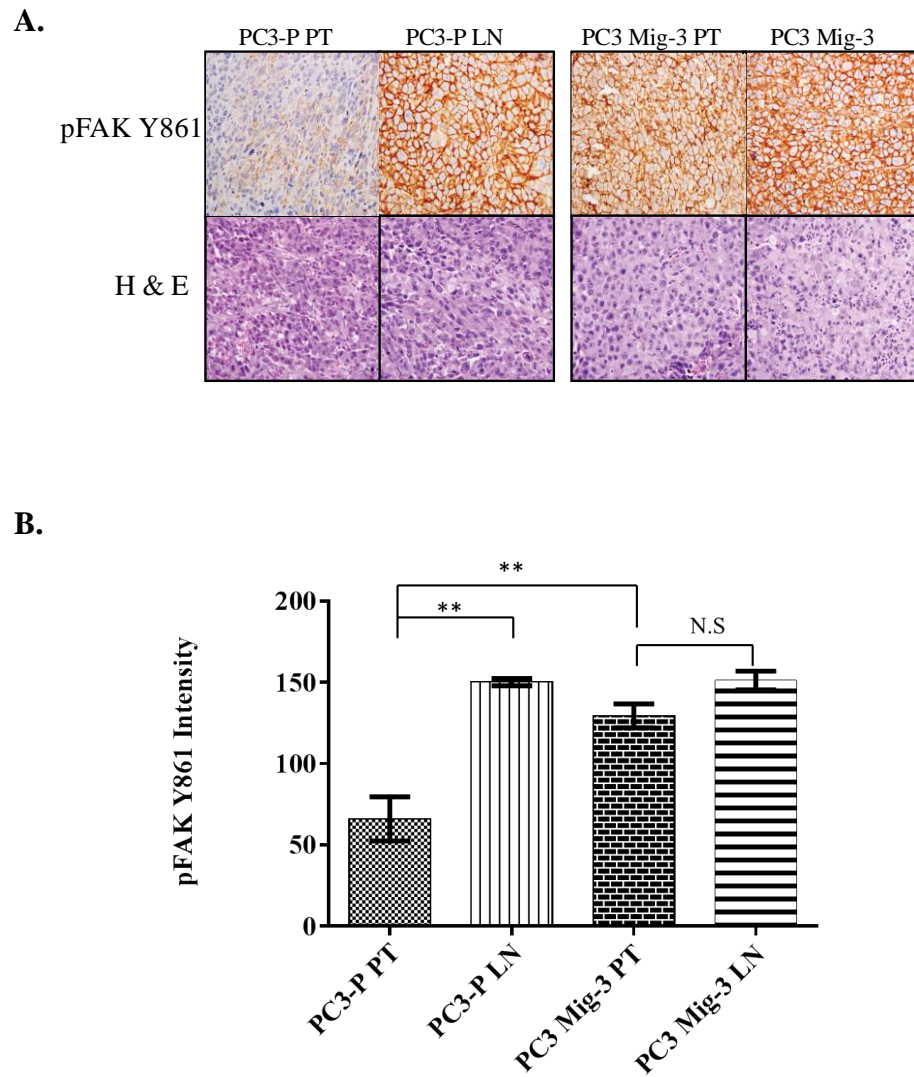 A.
PC3-P PT PC3-P LN PC3 Mig-3 PT PC3 Mig-3
pFAK Y861
H & E
B.
**
**
N.S
200
150
100
50
0
pFAK Y861 Intensity
PC3-P PT
PC3-P LN
PC3 Mig-3 PT
PC3 Mig-3 LN